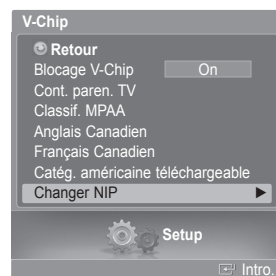 V-Chip
Retour
Blocage V-Chip On
Cont. paren. TV
Classif. MPAA
Anglais Canadien
Français Canadien
Catég. américaine téléchargeable
Changer NIP
Setup
Intro.